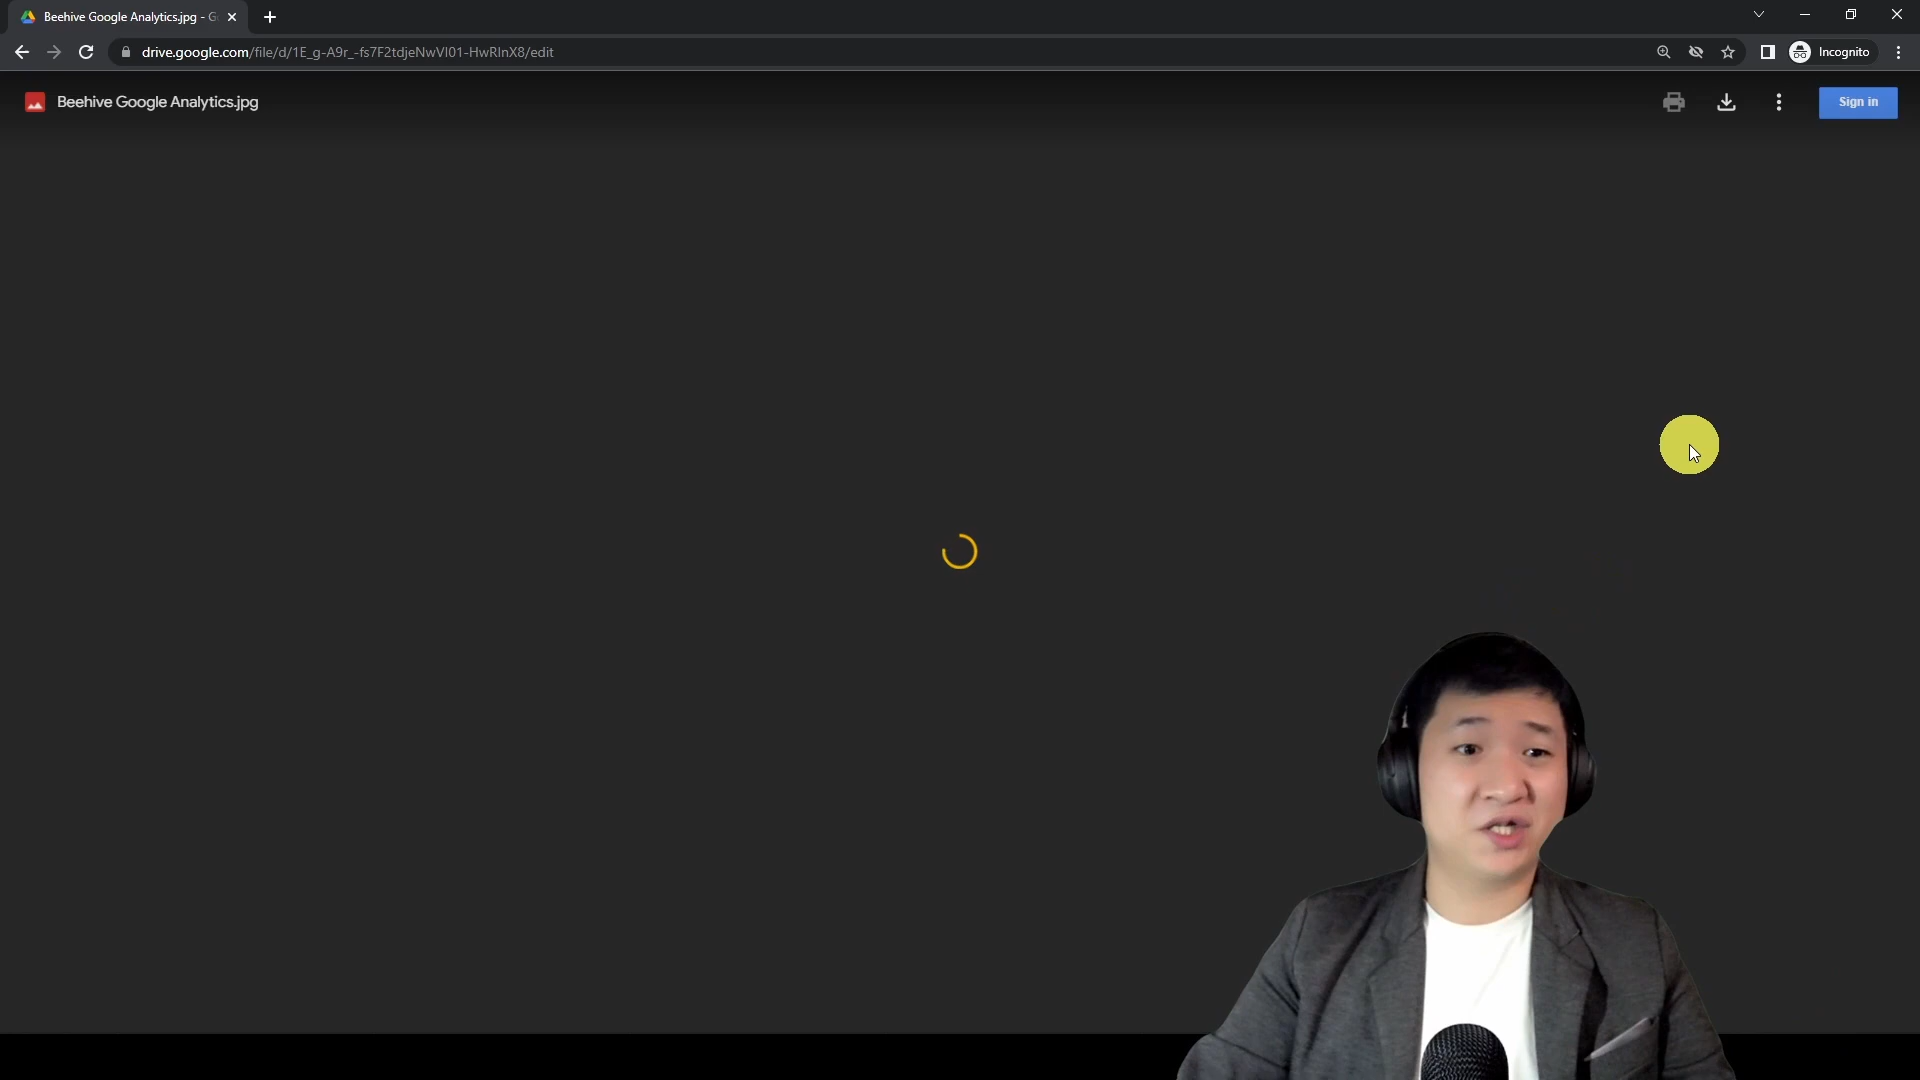 Beehive Google Analytics.jpg - G
drive.google.com/file/d/1E_g-A9r_-fs7F2tdjeNwVI01-HwRInX8/edit
Incognito
Beehive Google Analytics.jpg
Sign in